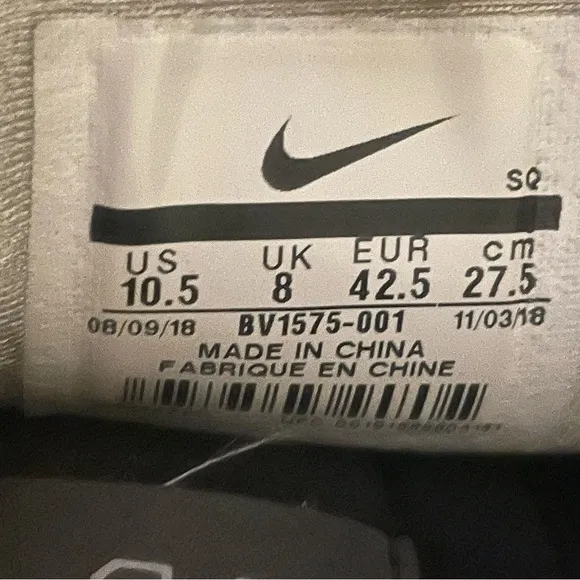 SQ
US UK EUR cm
10.5 8 42.5 27.5
08/09/18 BV1575-001 11/03/18
MADE IN CHINA
FABRIQUE EN CHINE